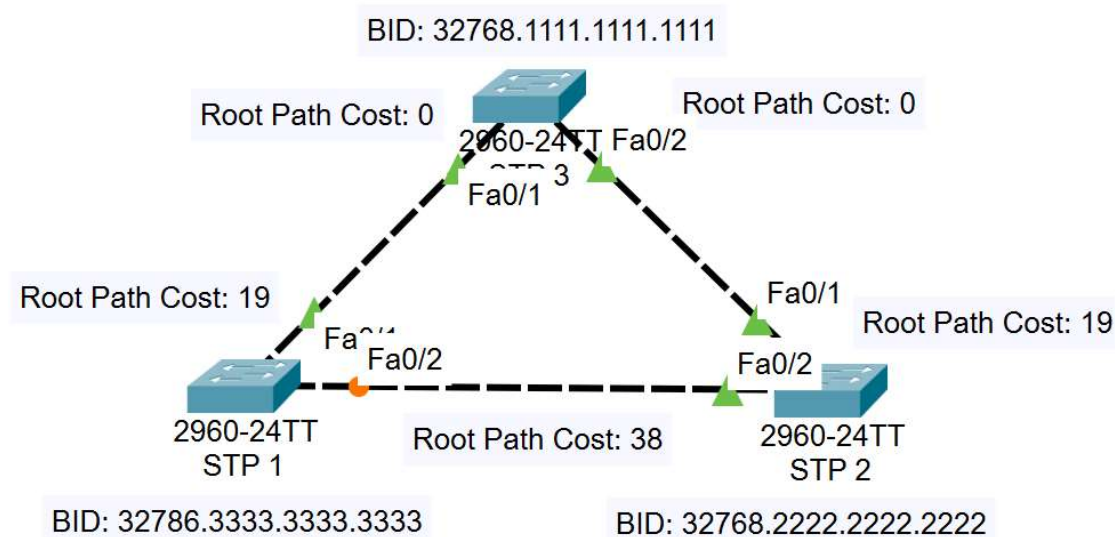 BID: 32768.1111.1111.1111
Root Path Cost: 0
Root Path Cost: 0
2960-24TT
Fa0/2
3
Fa0/1
Root Path Cost: 19
Fa0/1
Root Path Cost: 19
Fa0/2
Fa0/2
2960-24TT
STP 1
Root Path Cost: 38
2960-24TT
STP 2
BID: 32786.3333.3333.3333
BID: 32768.2222.2222.2222